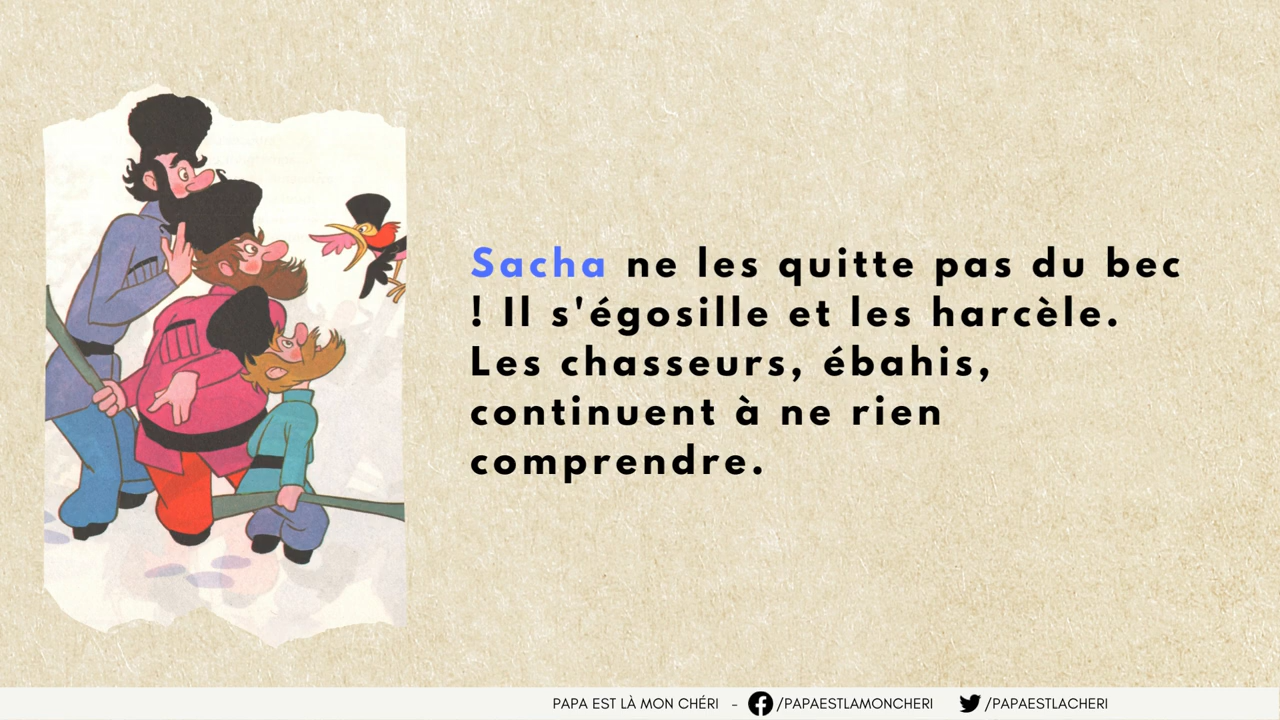 Sacha ne les quitte pas du bec
! Il s'égosille et les harcèle.
Les chasseurs, ébahis,
continuent à ne rien
comprendre.
PAPA EST LÀ MON CHÉRI - /PAPAESTLAMONCHERI /PAPAESTLACHERI